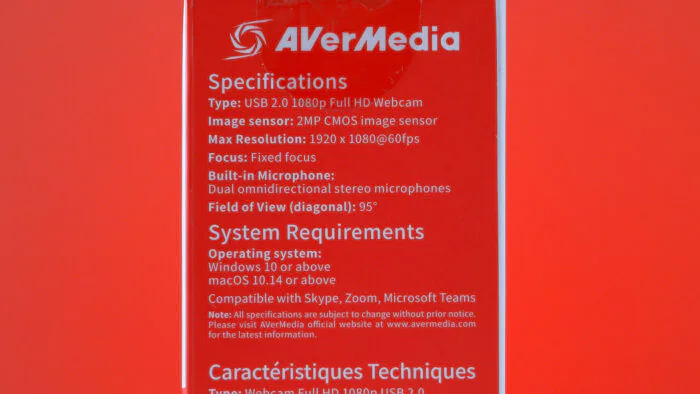 AVerMedia
Specifications
Type: USB 2.0 1080p Full HD Webcam
Image sensor: 2MP CMOS image sensor
Max Resolution: 1920 x 1080@60fps
Focus: Fixed focus
Built-in Microphone:
Dual omnidirectional stereo microphones
Field of View (diagonal): 95°
System Requirements
Operating system:
Windows 10 or above
macOS 10.14 or above
Compatible with Skype, Zoom, Microsoft Teams
Note: All specifications are subject to change without prior notice.
Please visit AVerMedia official website at www.avermedia.com
for the latest information.
Caractéristiques Techniques
Type: Webcam Full HD 1080p USB 2.0